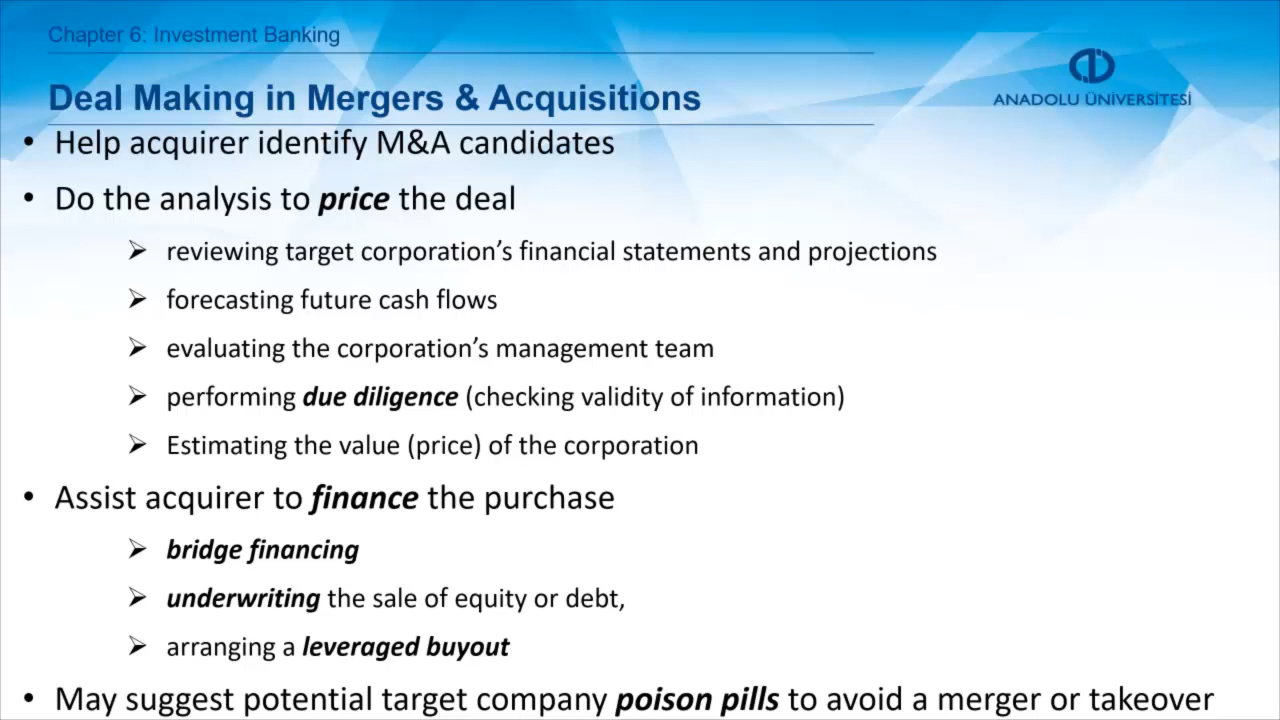 Chapter 6: Investment Banking
Deal Making in Mergers & Acquisitions
ANADOLU ÜNİVERSİTESİ
• Help acquirer identify M&A candidates
• Do the analysis to price the deal
➢ reviewing target corporation’s financial statements and projections
➢ forecasting future cash flows
➢ evaluating the corporation’s management team
➢ performing due diligence (checking validity of information)
➢ Estimating the value (price) of the corporation
• Assist acquirer to finance the purchase
➢ bridge financing
➢ underwriting the sale of equity or debt,
➢ arranging a leveraged buyout
• May suggest potential target company poison pills to avoid a merger or takeover